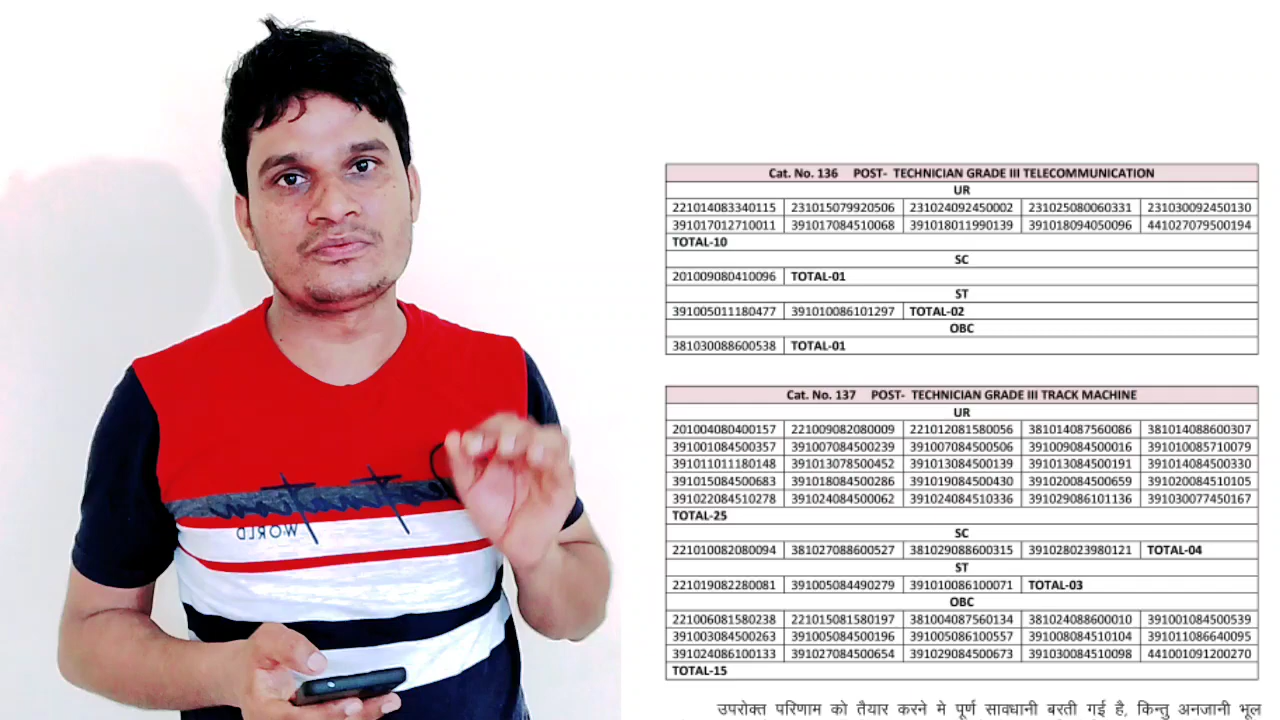 WORLD
Cat. No. 136 POST- TECHNICIAN GRADE III TELECOMMUNICATION
UR
221014083340115 231015079920506 231024092450002 231025080060331 231030092450130
391017012710011 391017084510068 391018011990139 391018094050096 441027079500194
TOTAL-10
SC
201009080410096 TOTAL-01
ST
391005011180477 391010086101297 TOTAL-02
OBC
381030088600538 TOTAL-01
Cat. No. 137 POST- TECHNICIAN GRADE III TRACK MACHINE
UR
201004080400157 221009082080009 221012081580056 381014087560086 381014088600307
391001084500357 391007084500239 391007084500506 391009084500016 391010085710079
391011011180148 391013078500452 391013084500139 391013084500191 391014084500330
391015084500683 391018084500286 391019084500430 391020084500659 391020084510105
391022084510278 391024084500062 391024084510336 391029086101136 391030077450167
TOTAL-25
SC
221010082080094 381027088600527 381029088600315 391028023980121 TOTAL-04
ST
221019082280081 391005084490279 391010086100071 TOTAL-03
OBC
221006081580238 221015081580197 381004087560134 381024088600010 391001084500539
391003084500263 391005084500196 391005086100557 391008084510104 391011086640095
391024086100133 391027084500654 391029084500673 391030084510098 441001091200270
TOTAL-15
उपरोक्त परिणाम को तैयार करने मे पूर्ण सावधानी बरती गई है, किन्तु अनजानी भूल